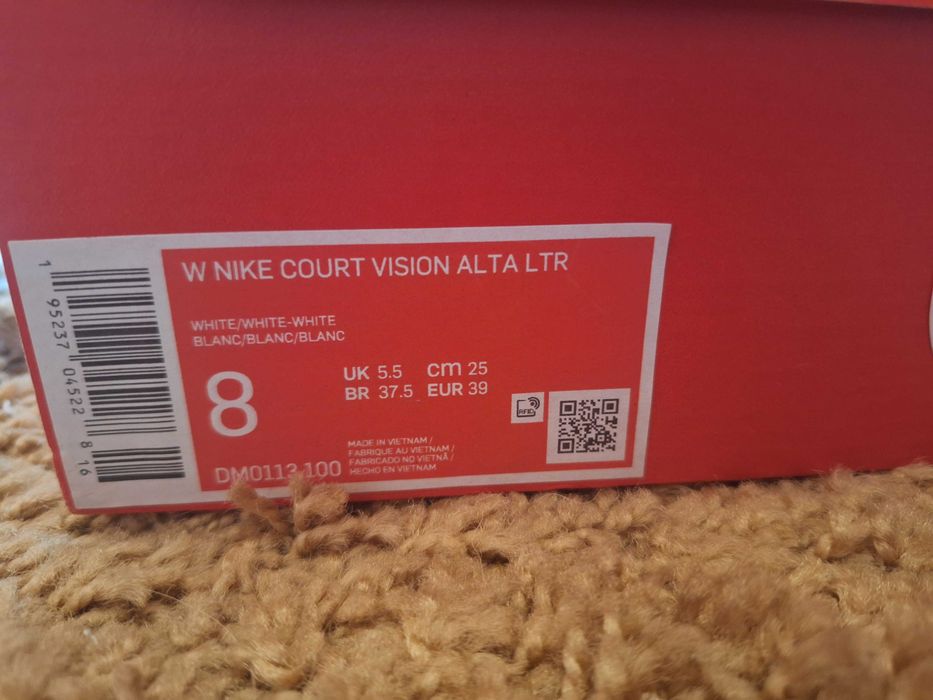 W NIKE COURT VISION ALTA LTR
WHITE/WHITE-WHITE
BLANC/BLANC/BLANC
8
UK 5.5 cm 25
BR 37.5 EUR 39
RFID
MADE IN VIETNAM /
FABRIQUE AU VIETNAM /
FABRICADO NO VIETNÃ /
HECHO EN VIETNAM
DM0113 100
1 95237 04522 8 16